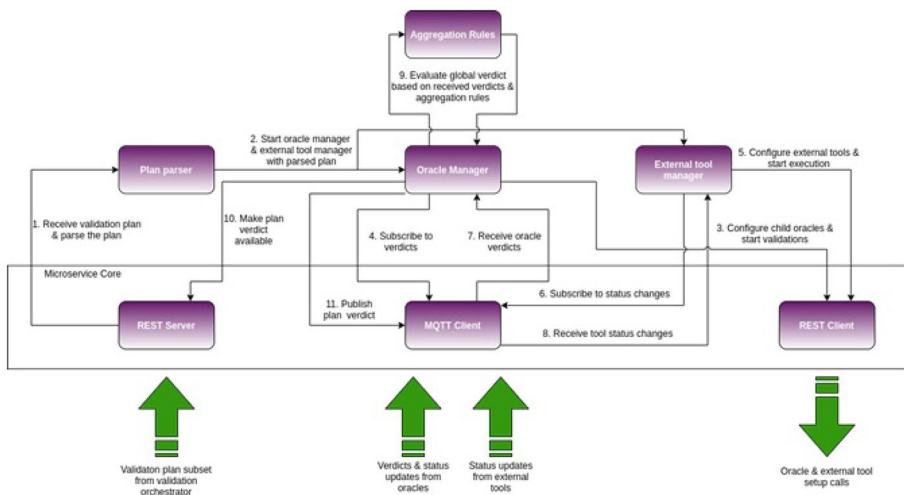 Aggregation Rules
9. Evaluate global verdict
based on received verdicts &
aggregation rules
2. Start oracle manager
& external tool manager
with parsed plan
Plan parser
Oracle Manager
External tool
manager
5. Configure external tools &
start execution
1. Receive validation plan
& parse the plan
10. Make plan
verdict
available
4. Subscribe to
verdicts
7. Receive oracle
verdicts
3. Configure child oracles &
start validations
Microservice Core
6. Subscribe to status changes
11. Publish
plan verdict
REST Server
MQTT Client
REST Client
8. Receive tool status changes
Validaton plan subset
from validation
orchestrator
Verdicts & status
updates from
oracles
Status updates
from external
tools
Oracle & external tool
setup calls